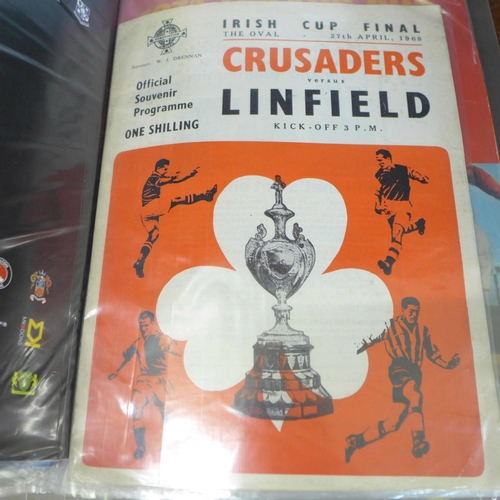 IRISH CUP FINAL
THE OVAL - 27th APRIL, 1968
CRUSADERS
versus
LINFIELD
KICK-OFF 3 P.M.
W. J. DRENNAN
Official
Souvenir
Programme
ONE SHILLING